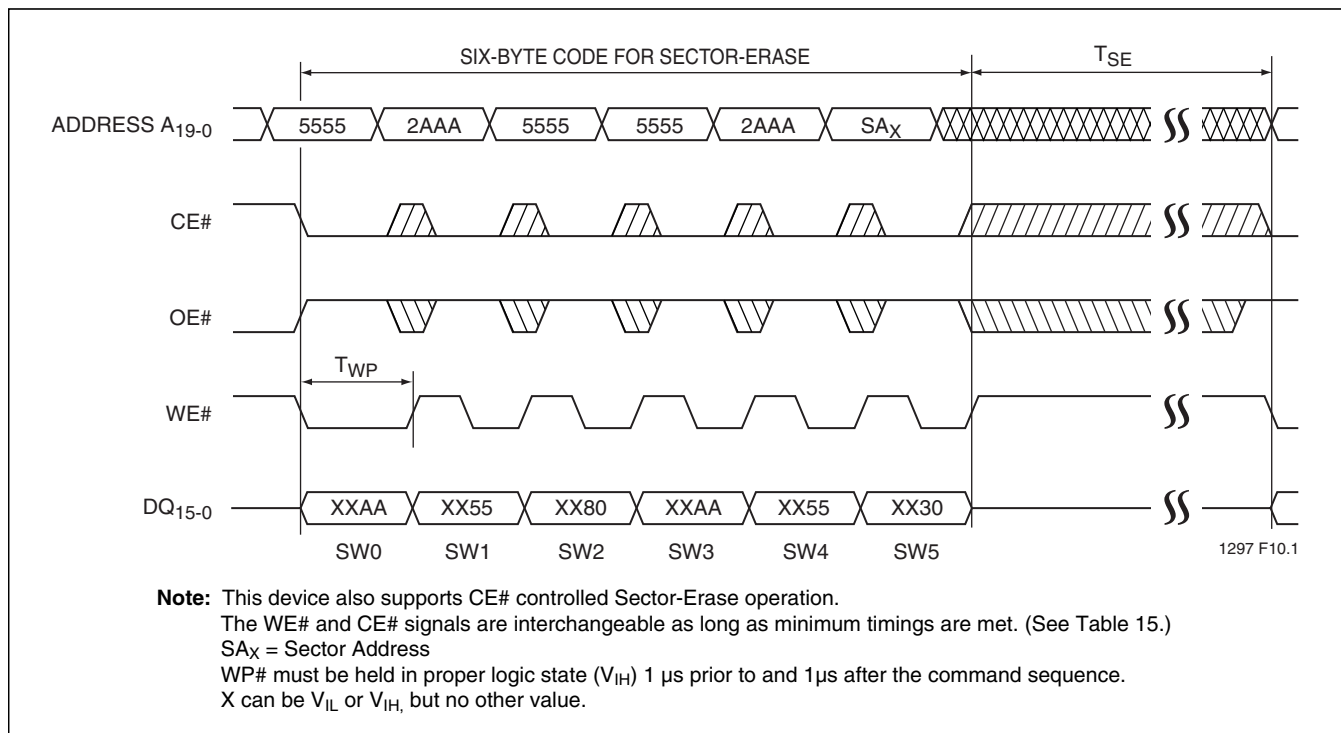 SIX-BYTE CODE FOR SECTOR-ERASE TSE
ADDRESS A19-0 5555 2AAA 5555 5555 2AAA SAX
CE#
OE#
TWP
WE#
DQ15-0 XXAA XX55 XX80 XXAA XX55 XX30
SW0 SW1 SW2 SW3 SW4 SW5 1297 F10.1
Note: This device also supports CE# controlled Sector-Erase operation.
The WE# and CE# signals are interchangeable as long as minimum timings are met. (See Table 15.)
SAX = Sector Address
WP# must be held in proper logic state (VIH) 1 µs prior to and 1µs after the command sequence.
X can be VIL or VIH, but no other value.